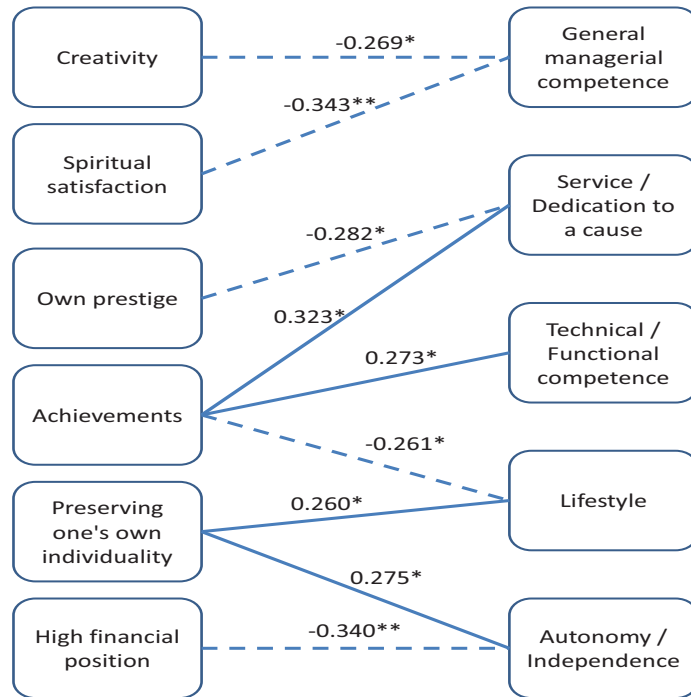 Creativity
-0.269*
General
managerial
competence
-0.343**
Spiritual
satisfaction
Service /
Dedication to
a cause
-0.282*
Own prestige
0.323*
Technical /
Functional
competence
0.273*
Achievements
-0.261*
Preserving
one's own
individuality
0.260*
Lifestyle
0.275*
High financial
position
-0.340**
Autonomy /
Independence